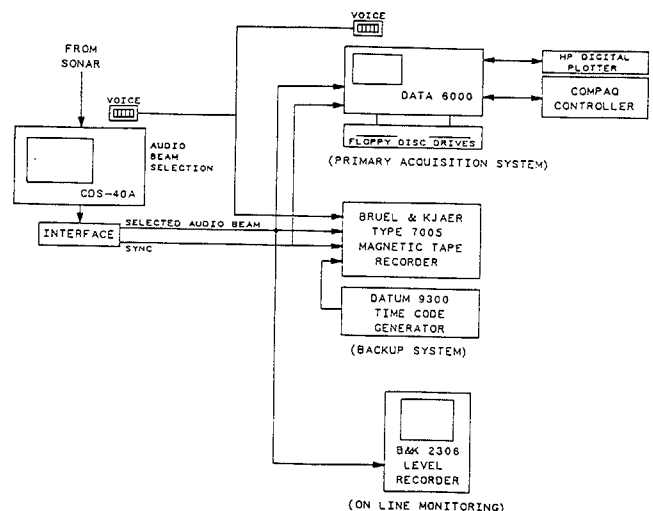 VOICE
FROM
SONAR
HP DIGITAL
PLOTTER
DATA 6000
COMPAQ
CONTROLLER
VOICE
FLOPPY DISC DRIVES
(PRIMARY ACQUISITION SYSTEM)
AUDIO
BEAM
SELECTION
CDS-40A
INTERFACE
SELECTED AUDIO BEAM
SYNC
BRUEL & KJAER
TYPE 7005
MAGNETIC TAPE
RECORDER
DATUM 9300
TIME CODE
GENERATOR
(BACKUP SYSTEM)
B&K 2306
LEVEL
RECORDER
(ON LINE MONITORING)